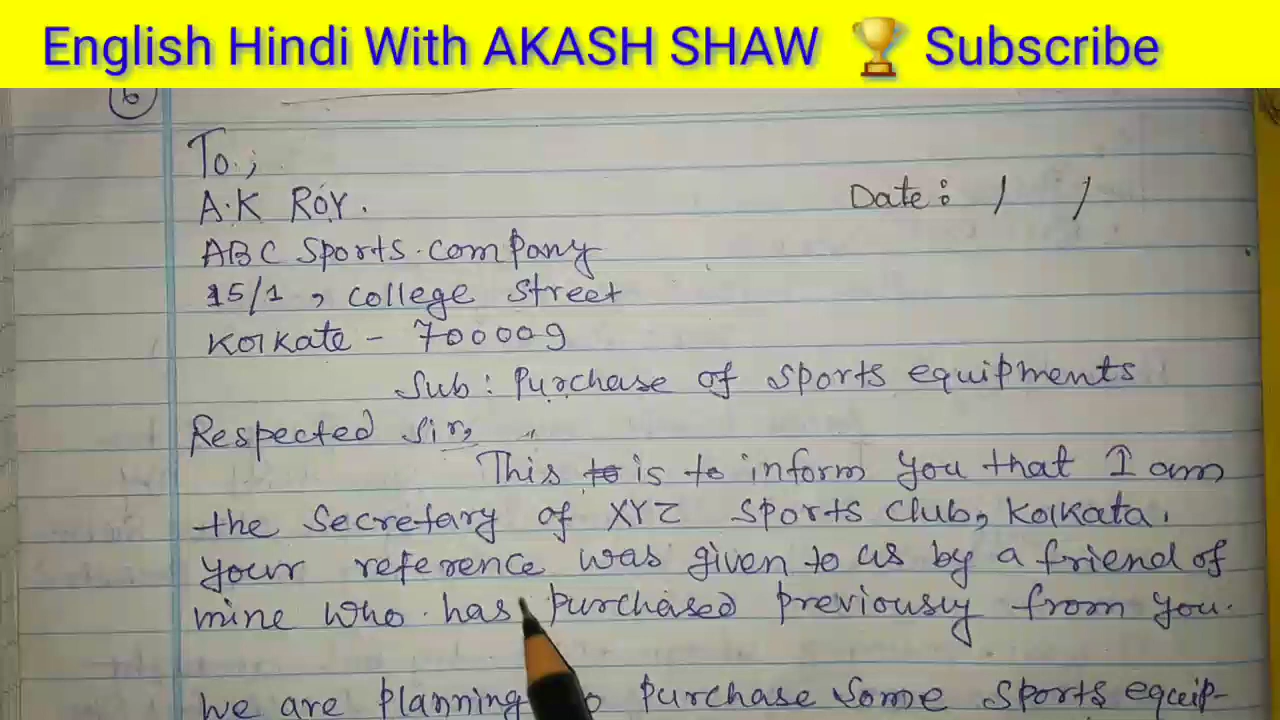 English Hindi With AKASH SHAW 🏆 Subscribe
6
To,
A.K ROY.
Date: / /
ABC Sports company
15/1, college Street
Kolkate - 700009
Sub: Purchase of sports equipments
Respected Sir,
This to is to inform you that I am
the Secretary of XYZ sports club, Kolkata.
Your reference was given to us by a friend of
mine who has purchased previously from you.
We are planning to purchase some sports equip-